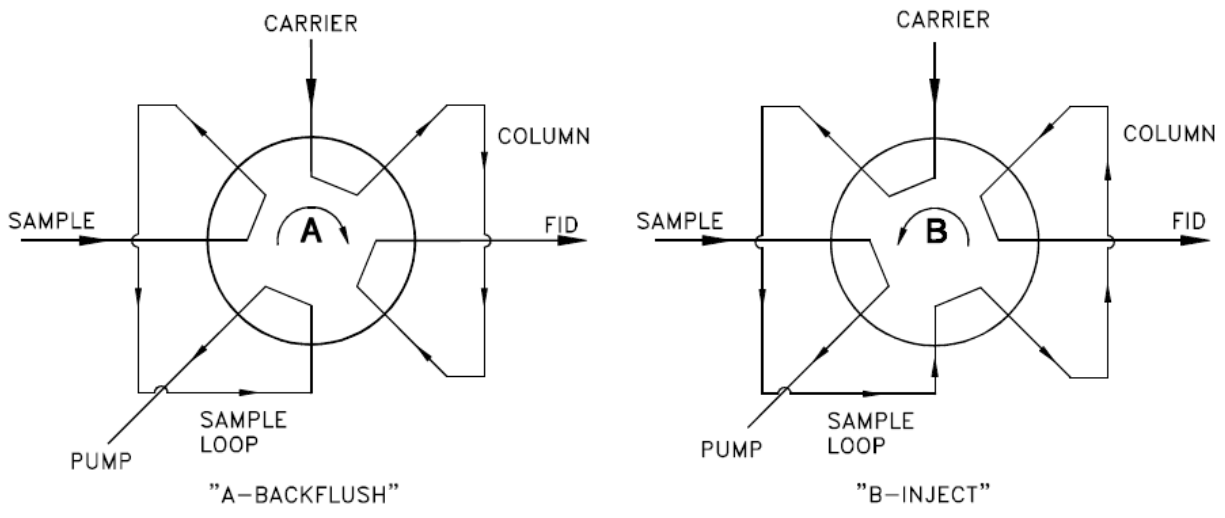 CARRIER
COLUMN
SAMPLE
A
FID
SAMPLE
LOOP
PUMP
"A-BACKFLUSH"
CARRIER
COLUMN
SAMPLE
B
FID
SAMPLE
LOOP
PUMP
"B-INJECT"